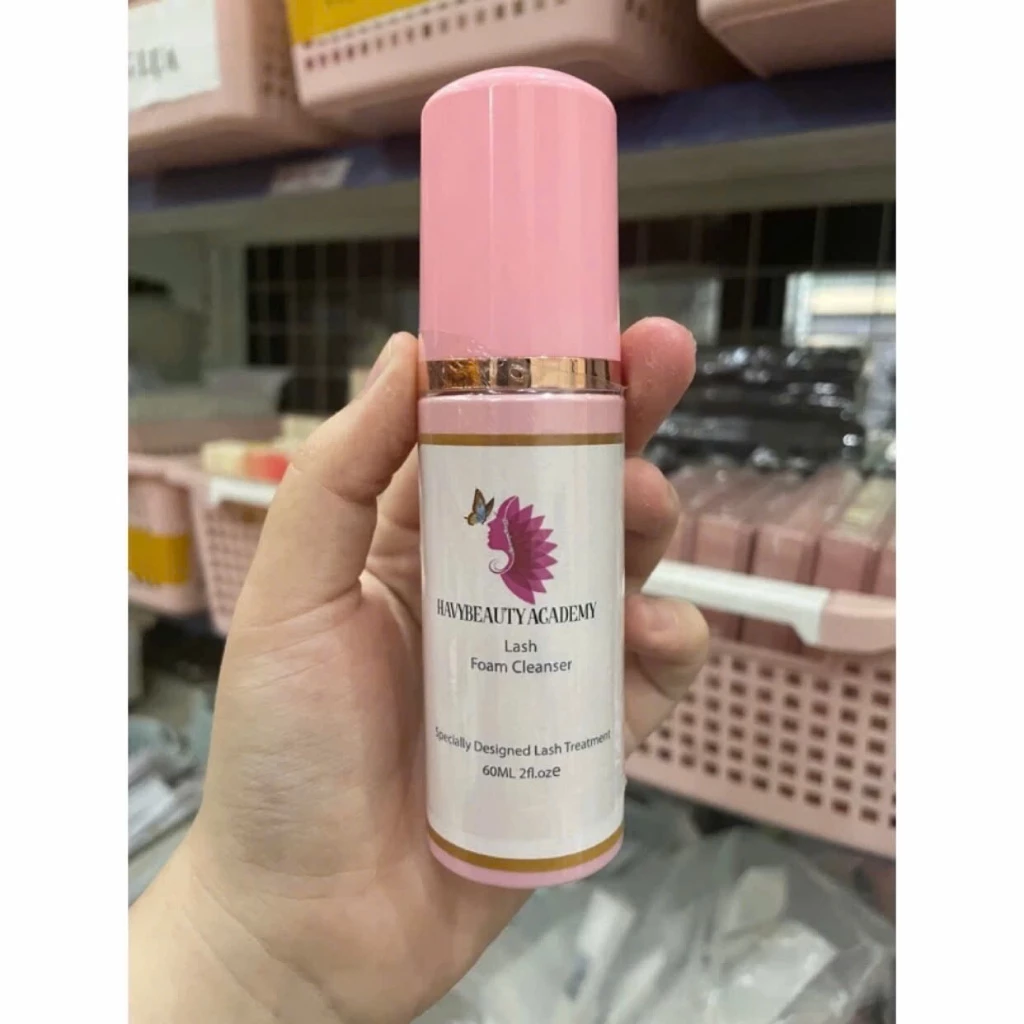 HAVYBEAUTY ACADEMY
Lash
Foam Cleanser
Specially Designed Lash Treatment
60ML 2fl.oze